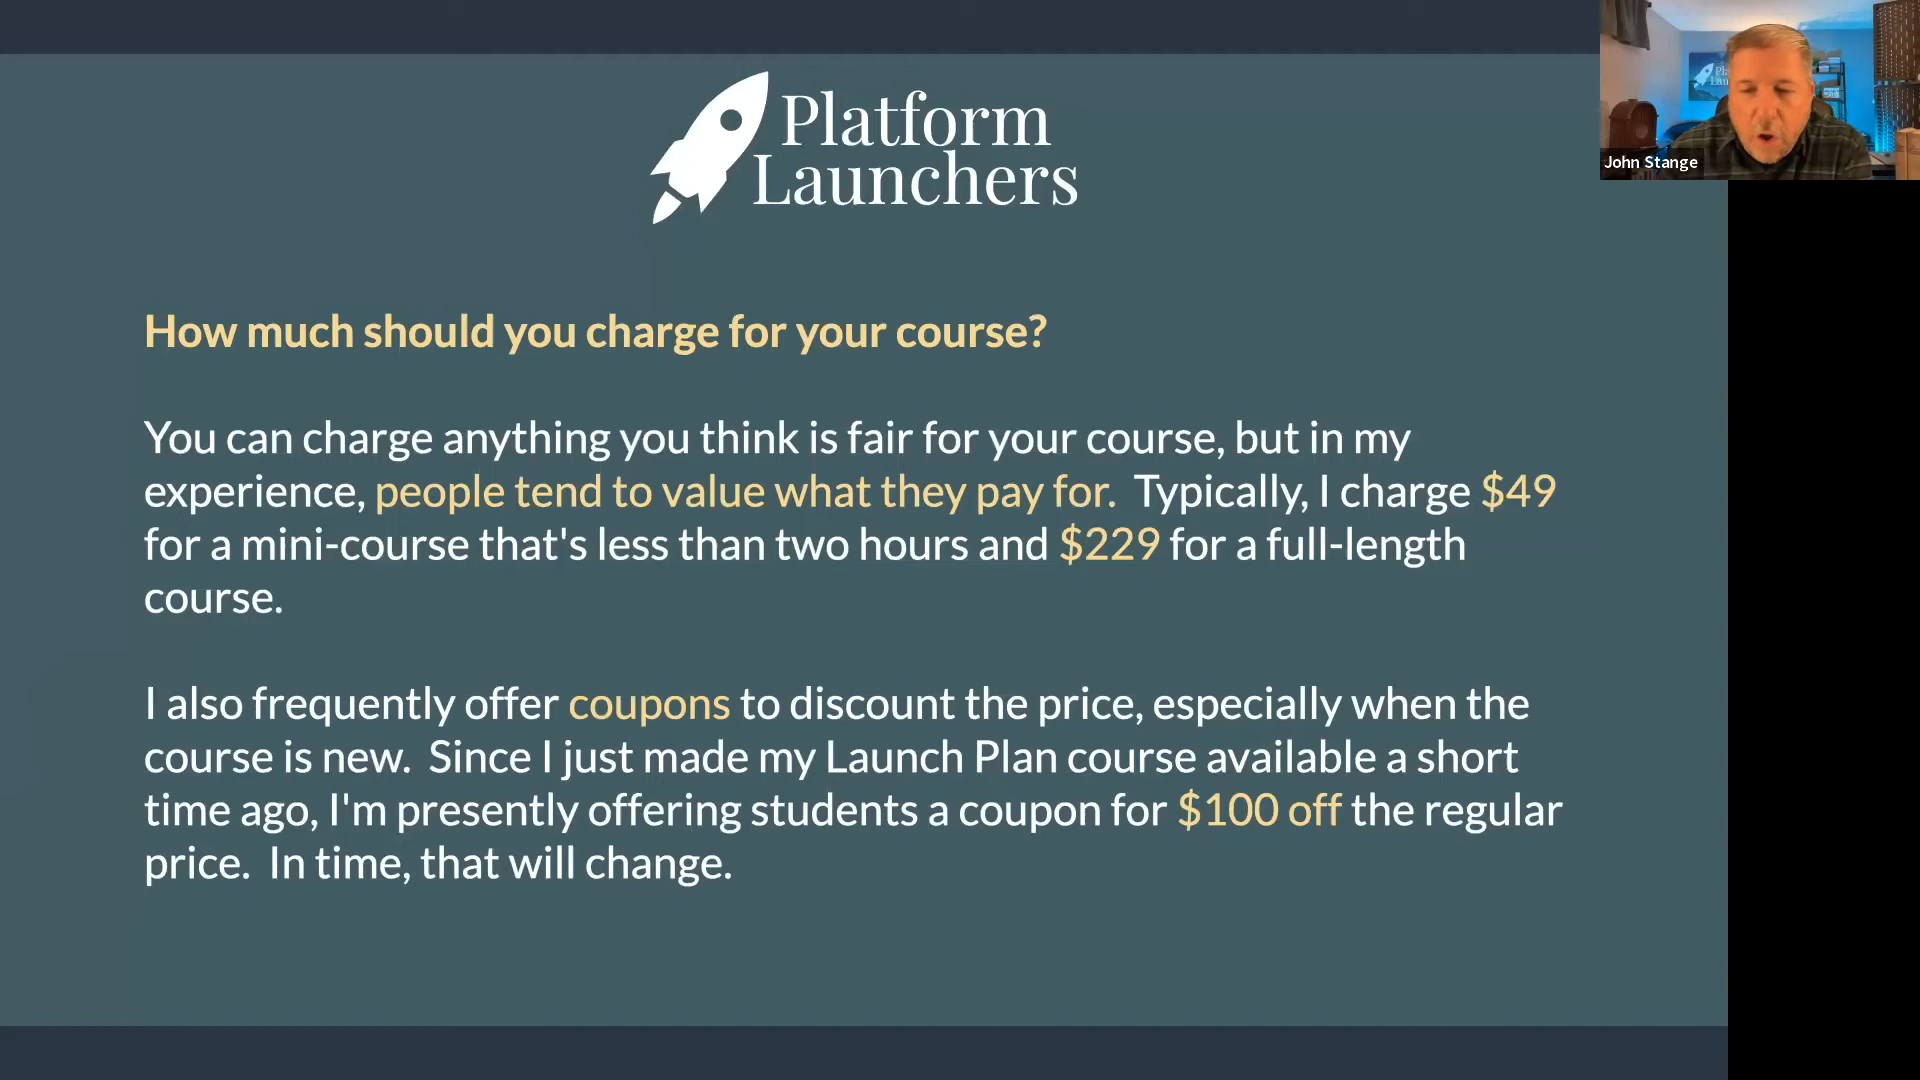 Platform
Launchers
John Stange
How much should you charge for your course?
You can charge anything you think is fair for your course, but in my
experience, people tend to value what they pay for.  Typically, I charge $49
for a mini-course that's less than two hours and $229 for a full-length
course.
I also frequently offer coupons to discount the price, especially when the
course is new.  Since I just made my Launch Plan course available a short
time ago, I'm presently offering students a coupon for $100 off the regular
price.  In time, that will change.